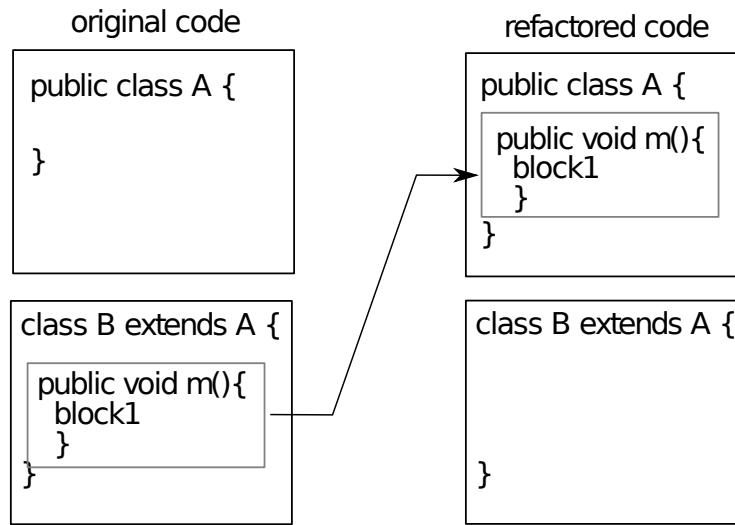 original code
public class A {
}
class B extends A {
public void m(){
block1
}
}
refactored code
public class A {
public void m(){
block1
}
}
class B extends A {
}